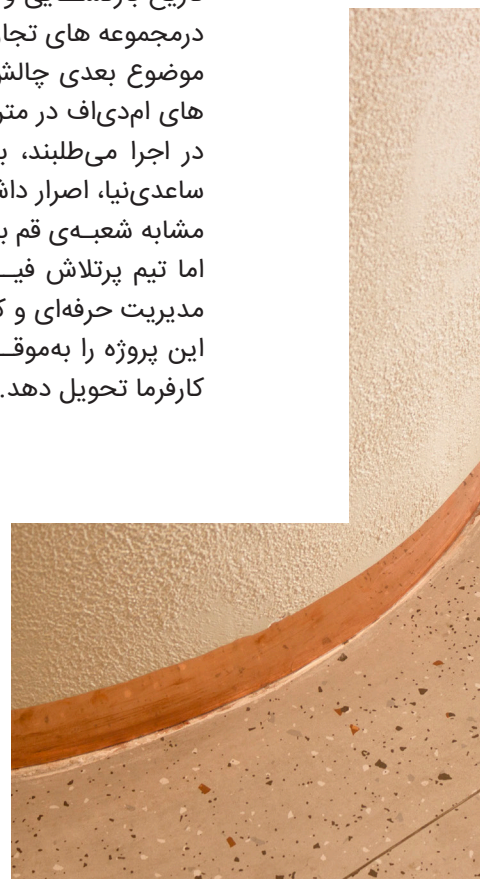 درمجموعه های تجا
موضوع بعدی چالش
های ام‌دی‌اف در متر
در اجرا می‌طلبند، ب
ساعدی‌نیا، اصرار داش
مشابه شعبـه‌ی قم ب
اما تیم پرتلاش فیـ
مدیریت حرفه‌ای و ک
این پروژه را به‌موقـ
کارفرما تحویل دهد.